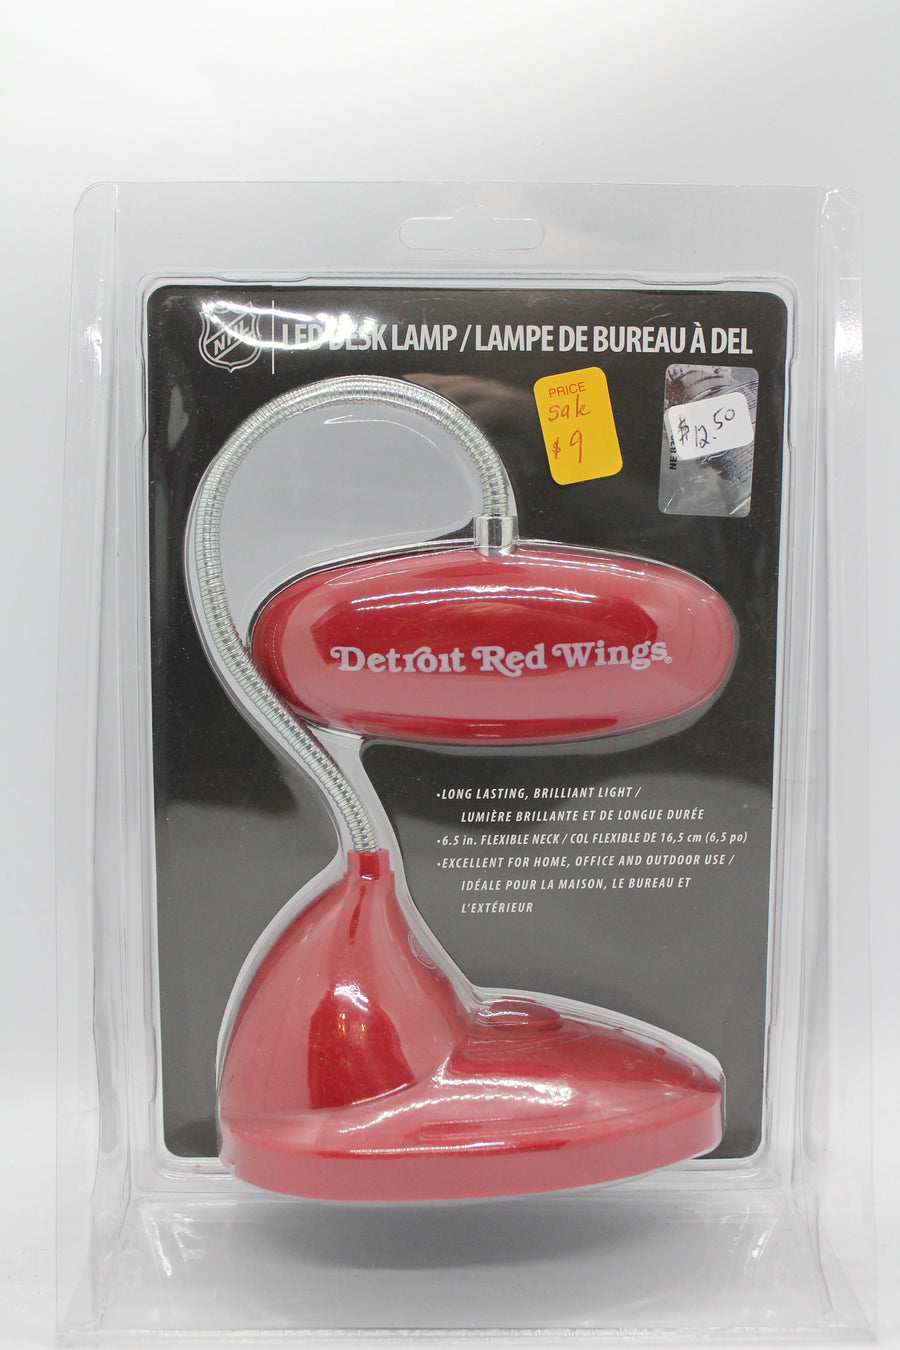 NHL
LED DESK LAMP / LAMPE DE BUREAU À DEL
PRICE
Sale
$9
$12.50
Detroit Red Wings®
•LONG LASTING, BRILLIANT LIGHT /
LUMIÈRE BRILLANTE ET DE LONGUE DURÉE
•6.5 in. FLEXIBLE NECK / COL FLEXIBLE DE 16,5 cm (6,5 po)
•EXCELLENT FOR HOME, OFFICE AND OUTDOOR USE /
IDÉALE POUR LA MAISON, LE BUREAU ET
L'EXTÉRIEUR